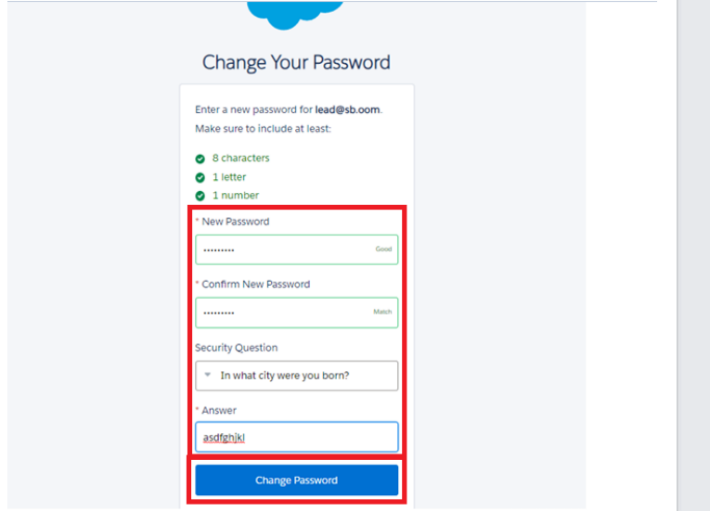 Change Your Password
Enter a new password for lead@sb.oom.
Make sure to include at least:
8 characters
1 letter
1 number
* New Password
••••••••• Good
* Confirm New Password
••••••••• Match
Security Question
In what city were you born?
* Answer
asdfghjkl
Change Password